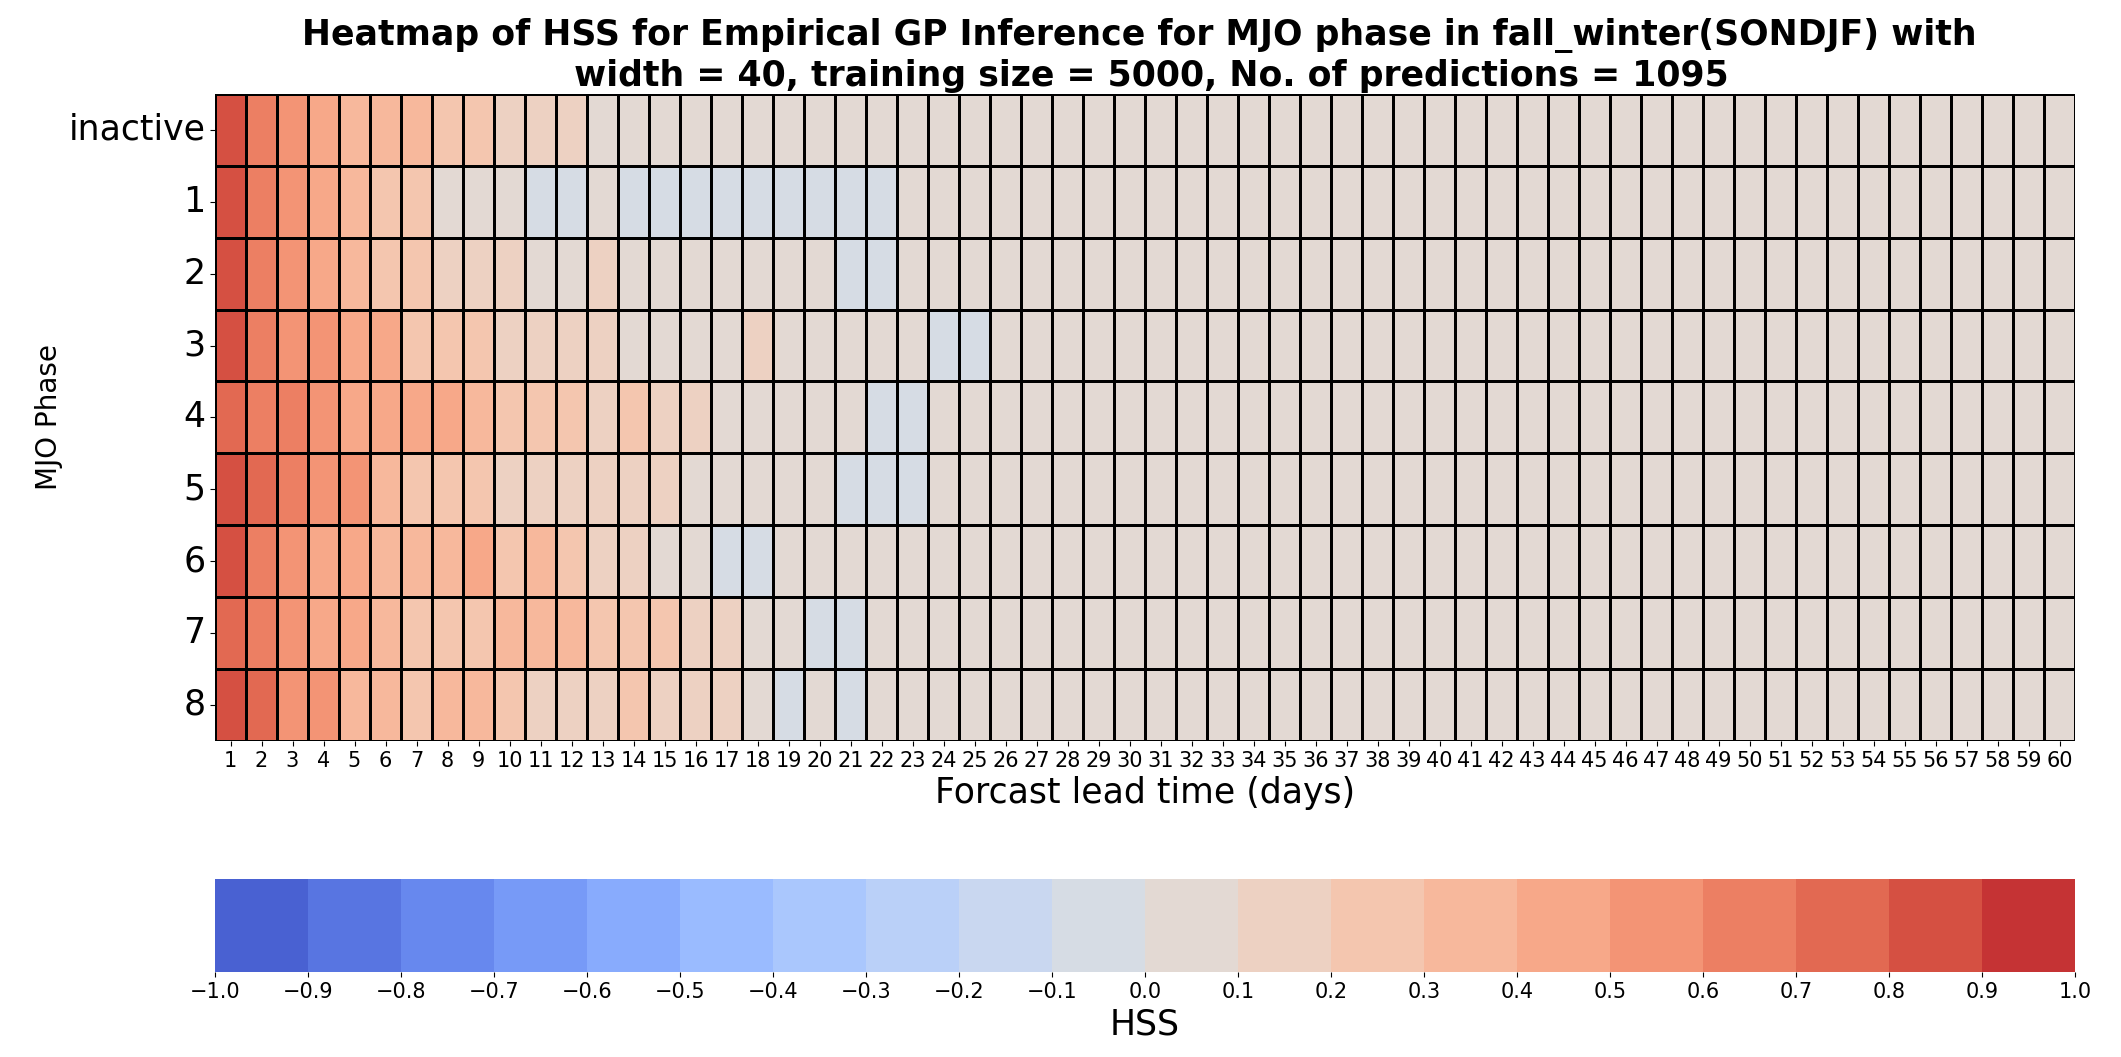 Heatmap of HSS for Empirical GP Inference for MJO phase in fall_winter(SONDJF) with
width = 40, training size = 5000, No. of predictions = 1095
inactive
1
2
3
4
5
6
7
8
MJO Phase
1 2 3 4 5 6 7 8 9 10 11 12 13 14 15 16 17 18 19 20 21 22 23 24 25 26 27 28 29 30 31 32 33 34 35 36 37 38 39 40 41 42 43 44 45 46 47 48 49 50 51 52 53 54 55 56 57 58 59 60
Forcast lead time (days)
−1.0 −0.9 −0.8 −0.7 −0.6 −0.5 −0.4 −0.3 −0.2 −0.1 0.0 0.1 0.2 0.3 0.4 0.5 0.6 0.7 0.8 0.9 1.0
HSS